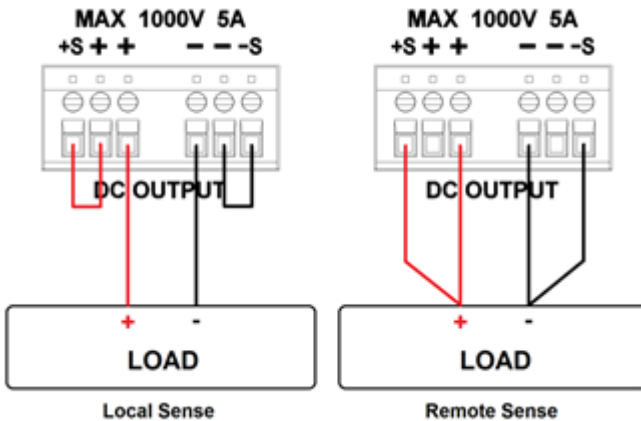 MAX 1000V 5A
+S + + − − −S
DC OUTPUT
+ -
LOAD
Local Sense
MAX 1000V 5A
+S + + − − −S
DC OUTPUT
+ -
LOAD
Remote Sense